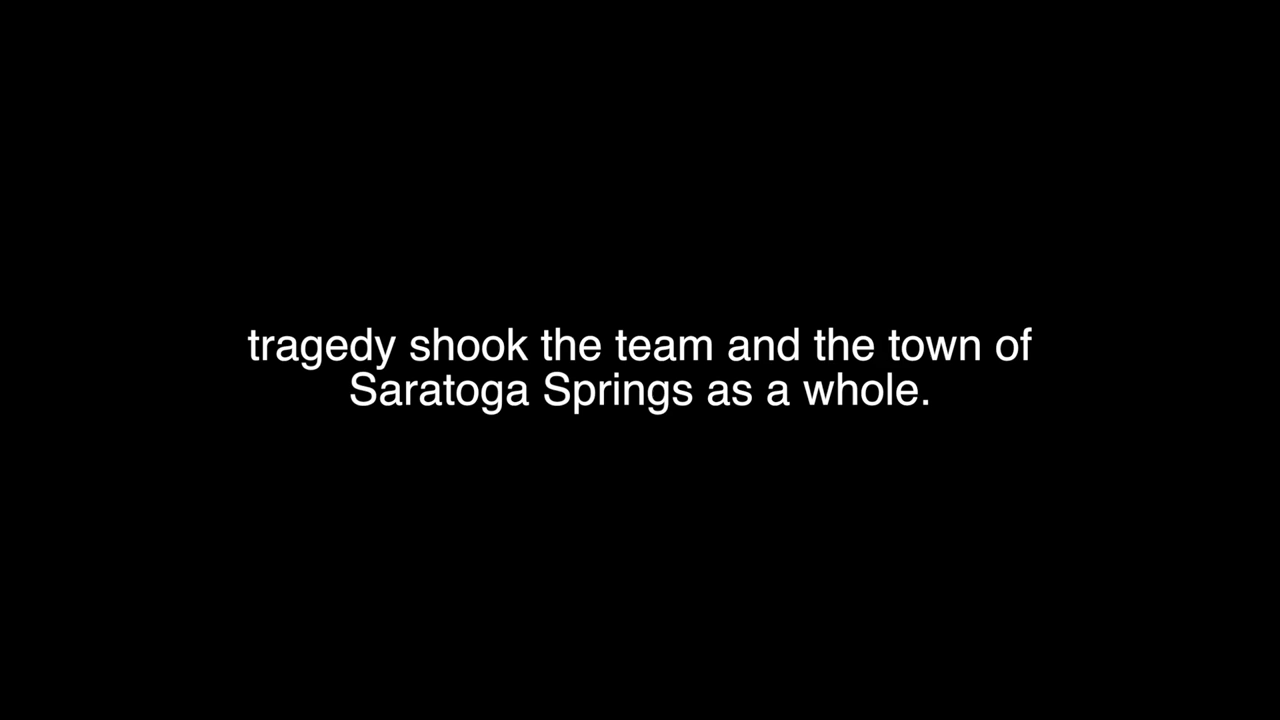 tragedy shook the team and the town of
Saratoga Springs as a whole.